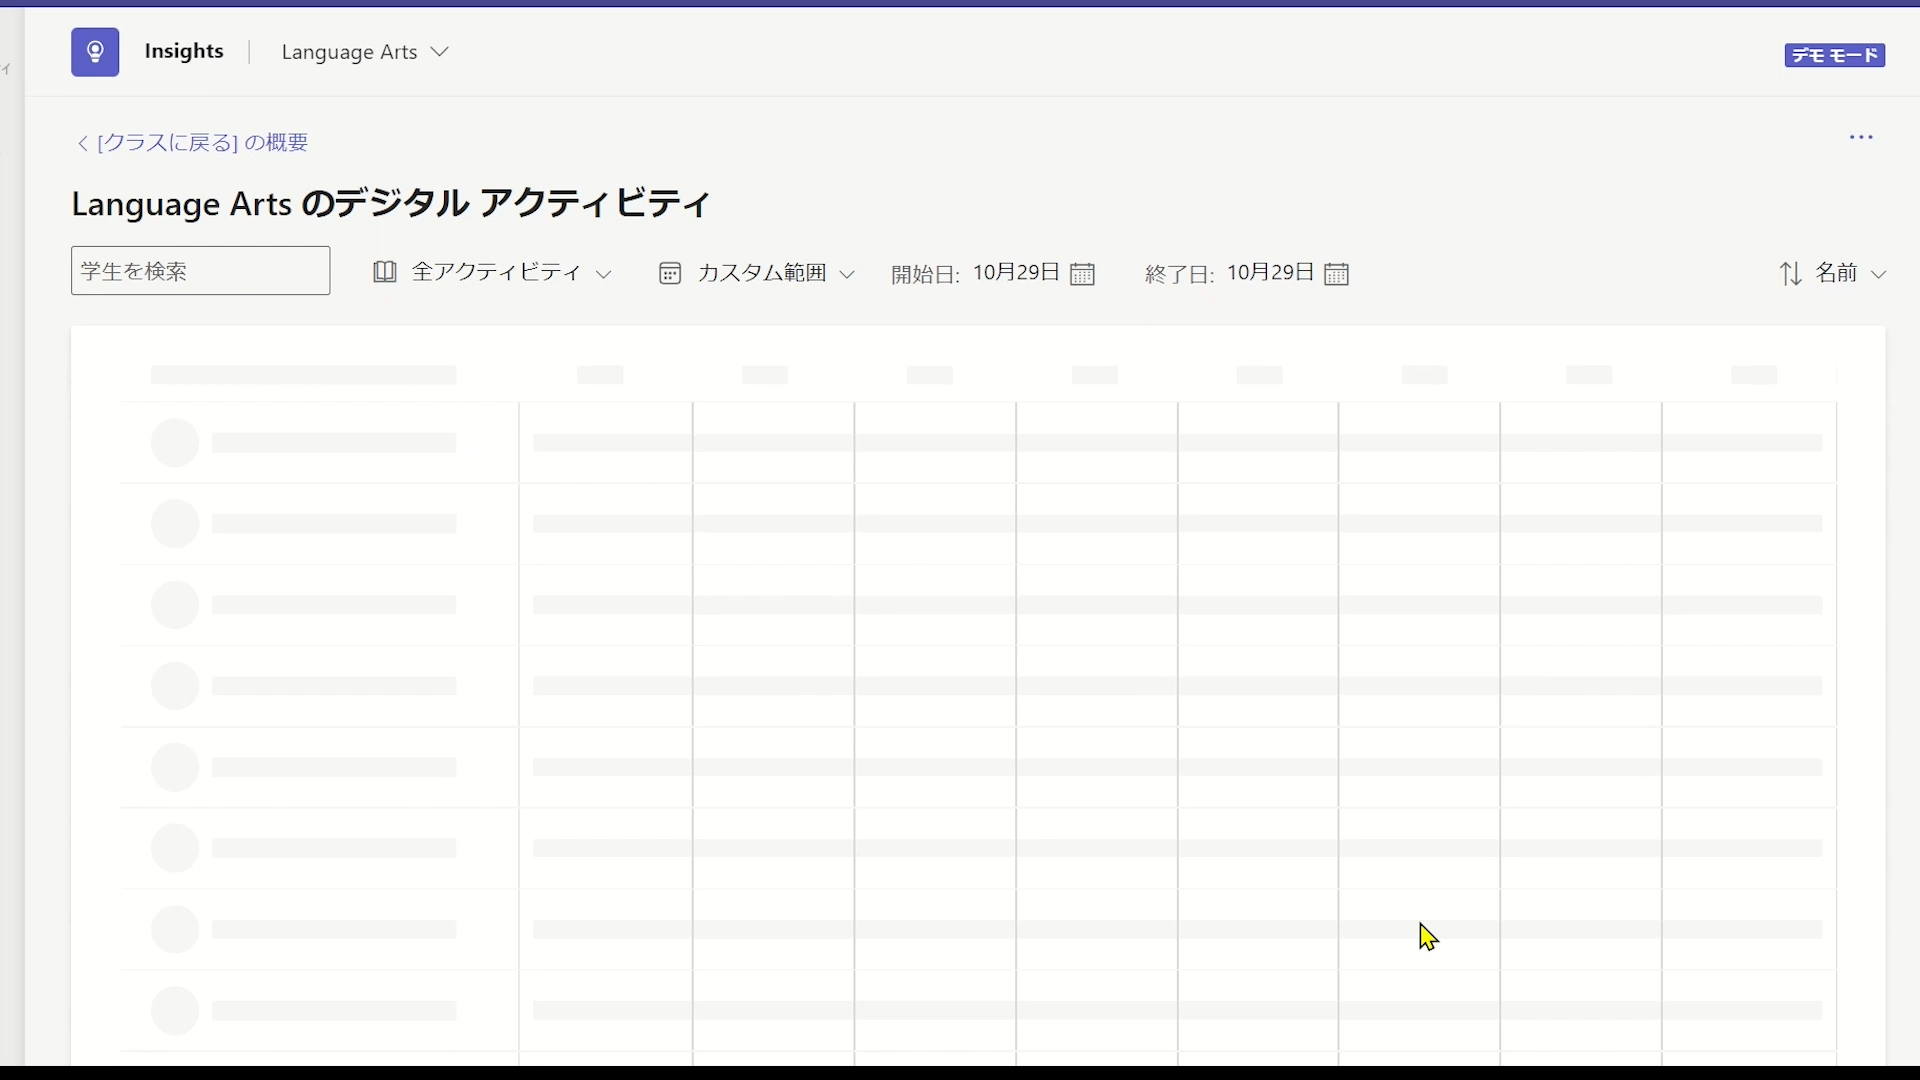 Insights
Language Arts
デモ モード
[クラスに戻る] の概要
Language Arts のデジタル アクティビティ
学生を検索
全アクティビティ
カスタム範囲
開始日: 10月29日
終了日: 10月29日
名前